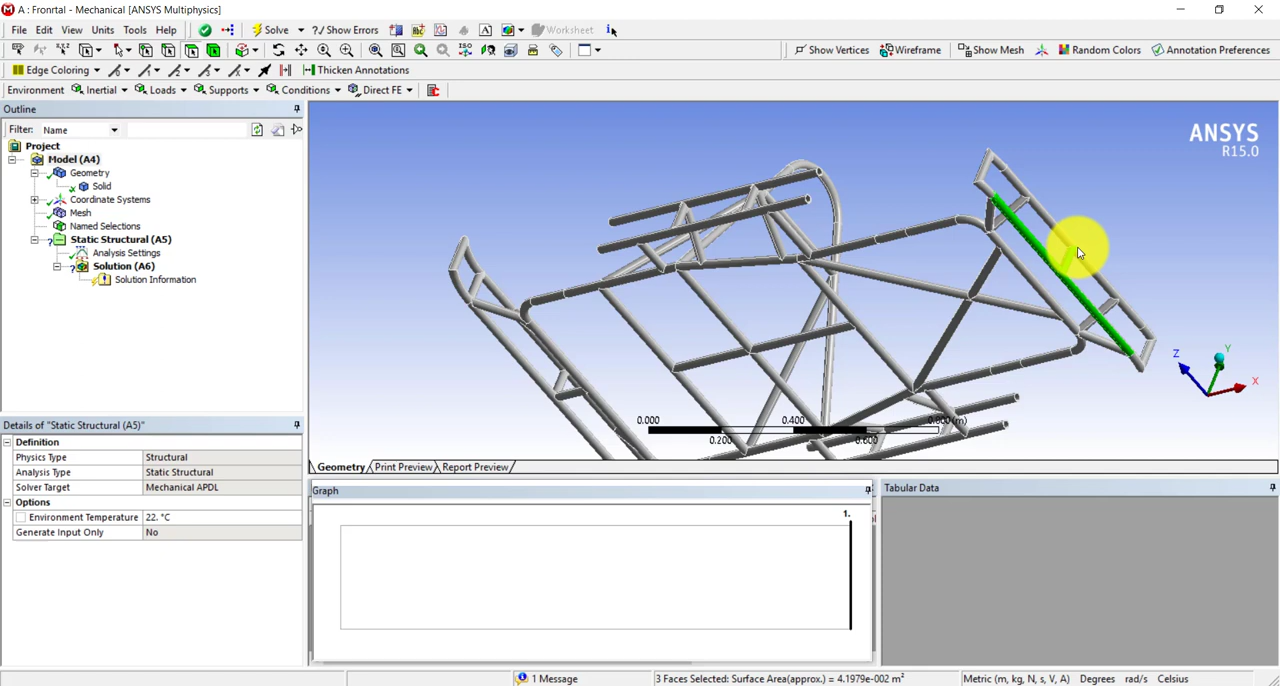 A : Frontal - Mechanical [ANSYS Multiphysics]
File Edit View Units Tools Help Solve ?/ Show Errors Worksheet
Show Vertices Wireframe Show Mesh Random Colors Annotation Preferences
Edge Coloring Thicken Annotations
Environment Inertial Loads Supports Conditions Direct FE
Outline
Filter: Name
Project
Model (A4)
Geometry
Solid
Coordinate Systems
Mesh
Named Selections
Static Structural (A5)
Analysis Settings
Solution (A6)
Solution Information
ANSYS
R15.0
Y
Z
X
0.000 0.400 0.800 (m)
0.200 0.600
Details of "Static Structural (A5)"
Definition
Physics Type Structural
Analysis Type Static Structural
Solver Target Mechanical APDL
Options
Environment Temperature 22. °C
Generate Input Only No
Geometry Print Preview Report Preview
Graph
1.
Tabular Data
1 Message
3 Faces Selected: Surface Area(approx.) = 4.1979e-002 m²
Metric (m, kg, N, s, V, A) Degrees rad/s Celsius